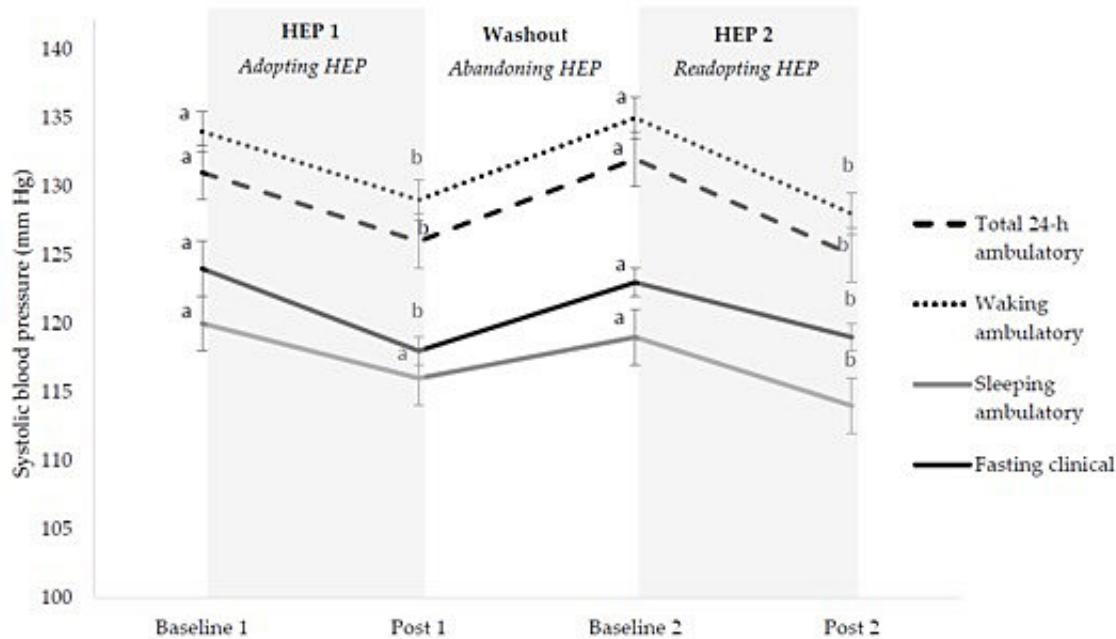 HEP 1
Adopting HEP
Washout
Abandoning HEP
HEP 2
Readopting HEP
Systolic blood pressure (mm Hg)
140
135
130
125
120
115
110
105
100
a
a
a
a
b
b
b
a
a
a
a
a
b
b
b
b
Baseline 1
Post 1
Baseline 2
Post 2
Total 24-h
ambulatory
Waking
ambulatory
Sleeping
ambulatory
Fasting clinical